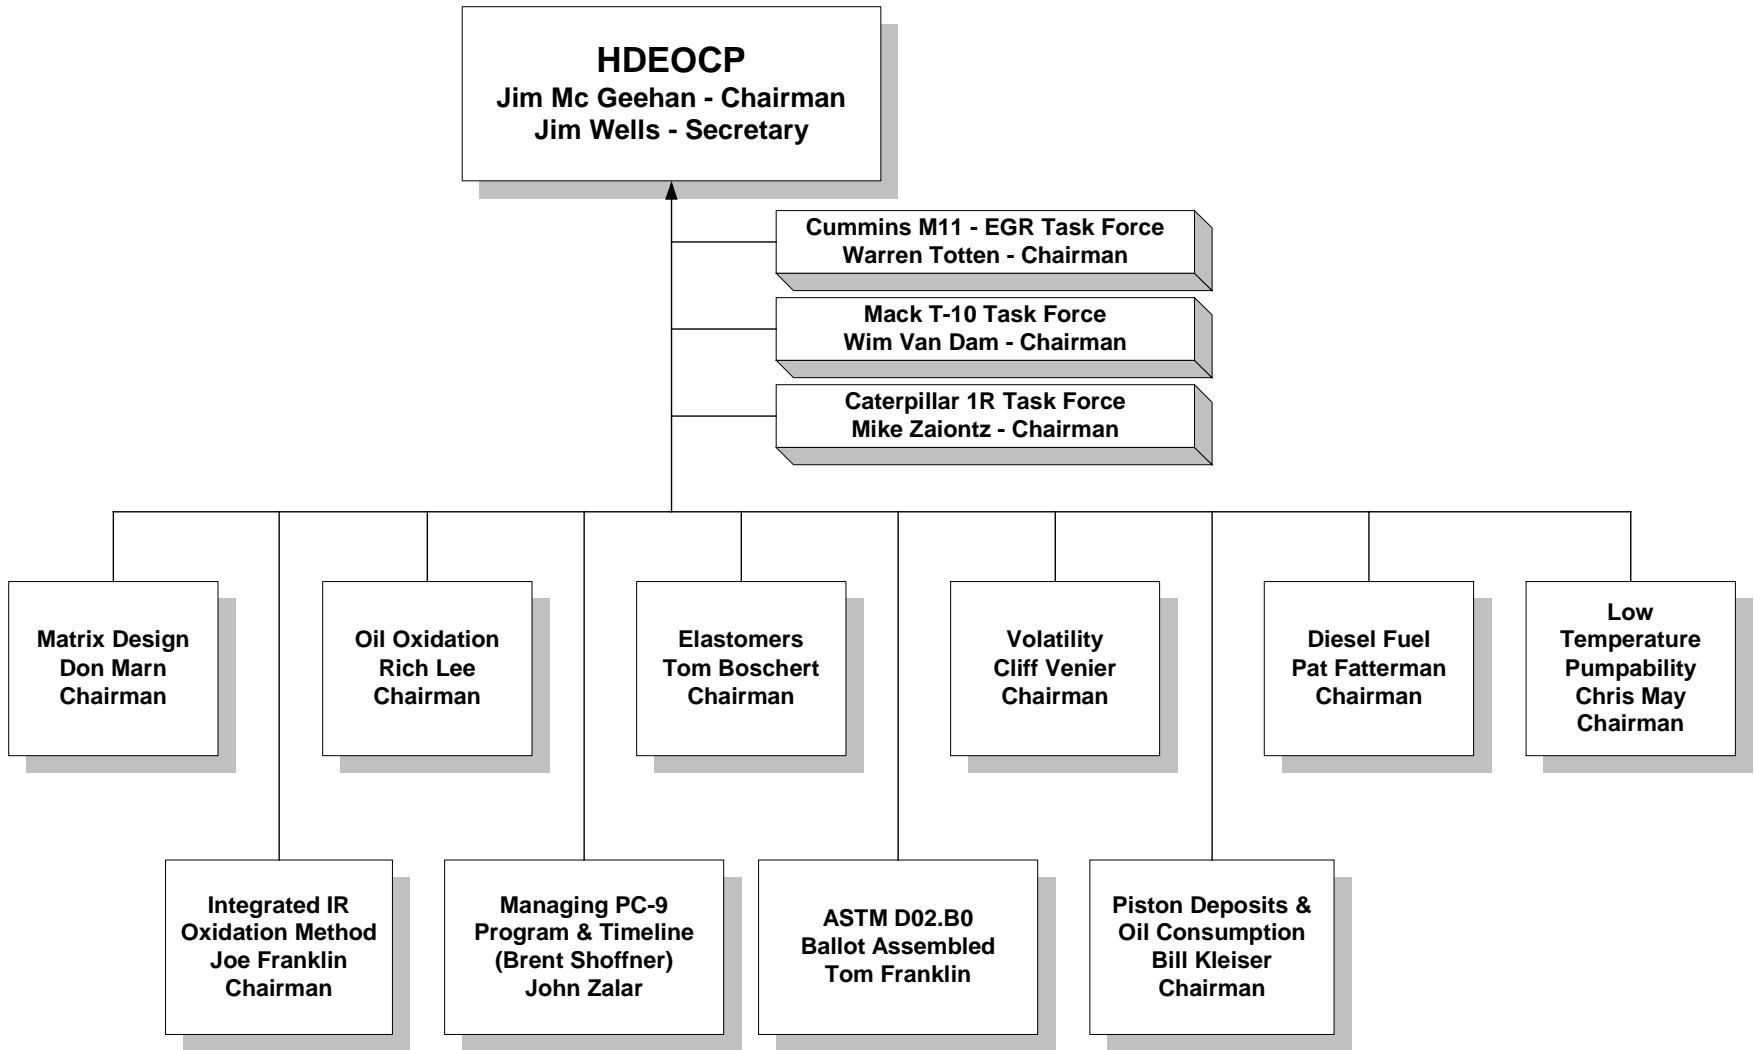 HDEOCP
Jim Mc Geehan - Chairman
Jim Wells - Secretary
Cummins M11 - EGR Task Force
Warren Totten - Chairman
Mack T-10 Task Force
Wim Van Dam - Chairman
Caterpillar 1R Task Force
Mike Zaiontz - Chairman
Matrix Design
Don Marn
Chairman
Oil Oxidation
Rich Lee
Chairman
Elastomers
Tom Boschert
Chairman
Volatility
Cliff Venier
Chairman
Diesel Fuel
Pat Fatterman
Chairman
Low
Temperature
Pumpability
Chris May
Chairman
Integrated IR
Oxidation Method
Joe Franklin
Chairman
Managing PC-9
Program & Timeline
(Brent Shoffner)
John Zalar
ASTM D02.B0
Ballot Assembled
Tom Franklin
Piston Deposits &
Oil Consumption
Bill Kleiser
Chairman